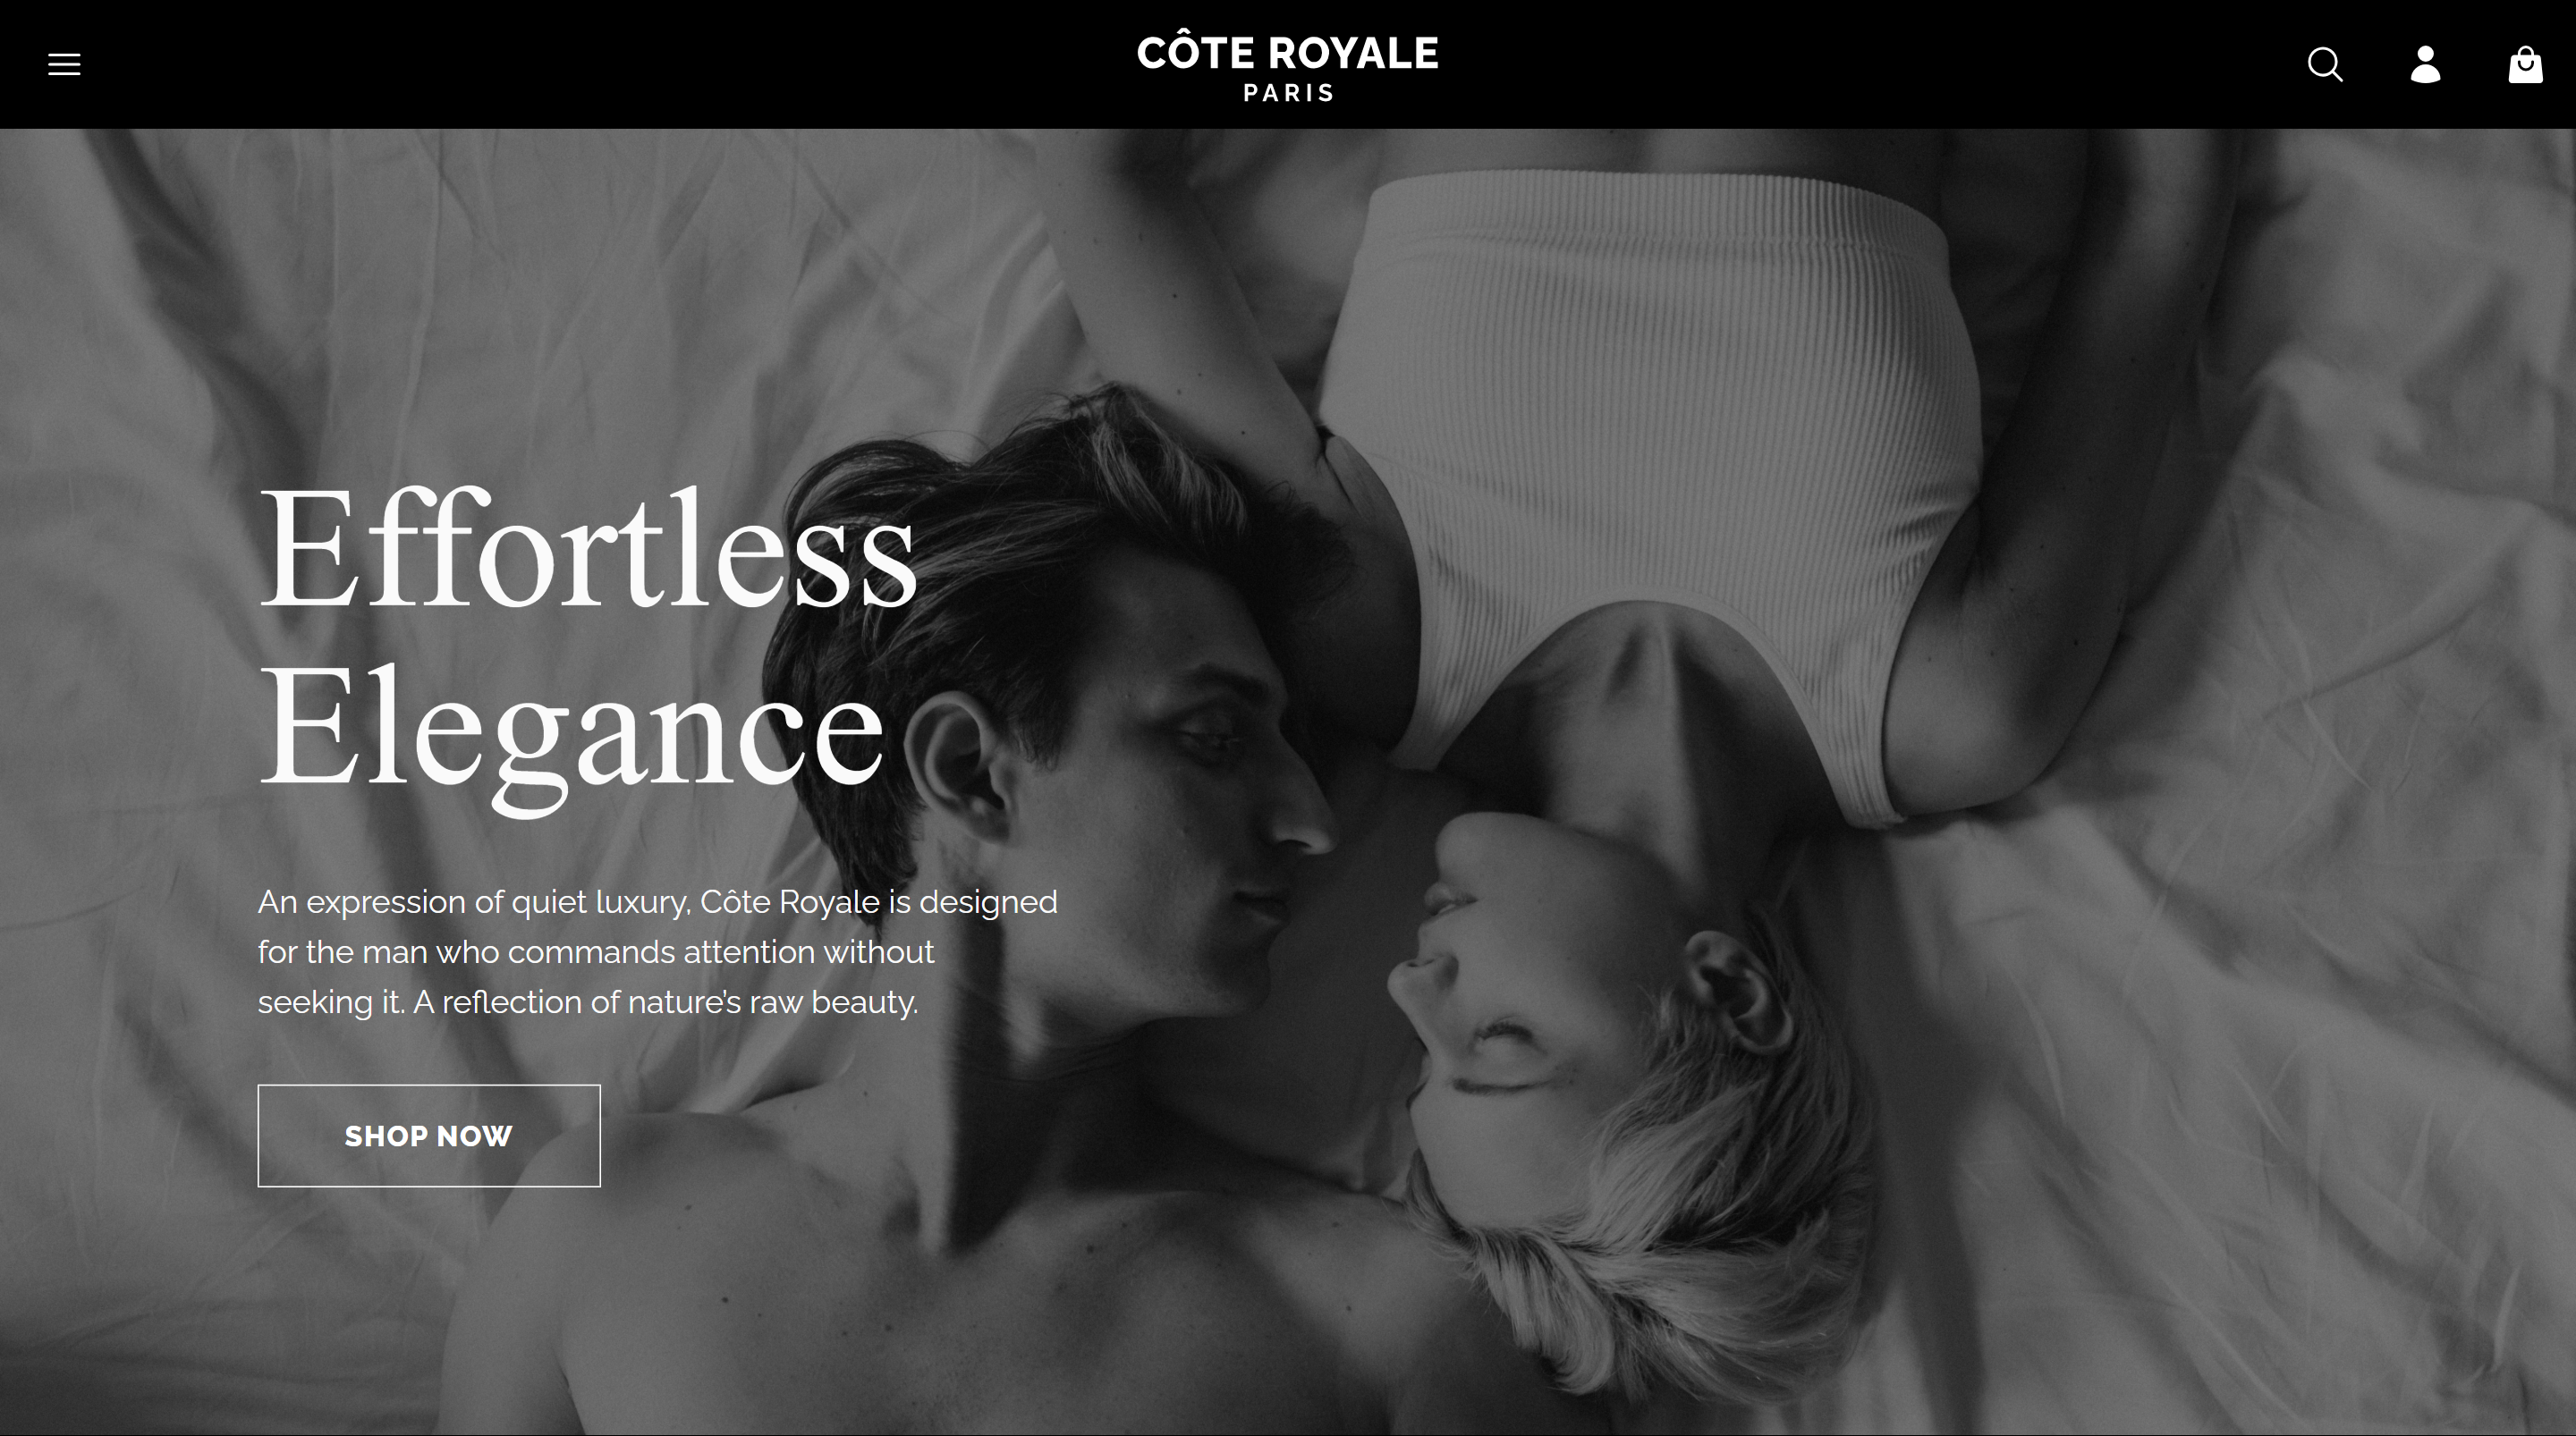 CÔTE ROYALE
PARIS
Effortless
Elegance
An expression of quiet luxury, Côte Royale is designed
for the man who commands attention without
seeking it. A reflection of nature's raw beauty.
SHOP NOW